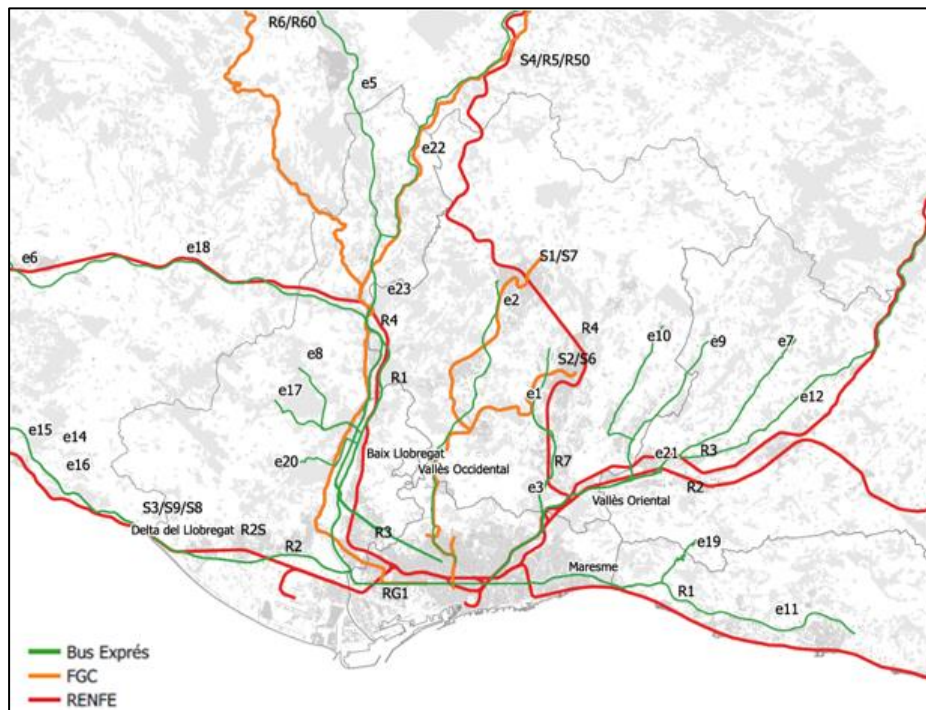 R6/R60
e5
S4/R5/R50
e22
e6
e18
S1/S7
e23
e2
R4
R4
e10
e9
e7
e8
S2/S6
R1
e17
e1
e12
e15
e14
e20
Baix Llobregat
e21
R3
e16
Vallès Occidental
R7
R2
e3
Vallès Oriental
S3/S9/S8
Delta del Llobregat
R2S
R3
R2
e19
Maresme
RG1
R1
e11
Bus Exprés
FGC
RENFE